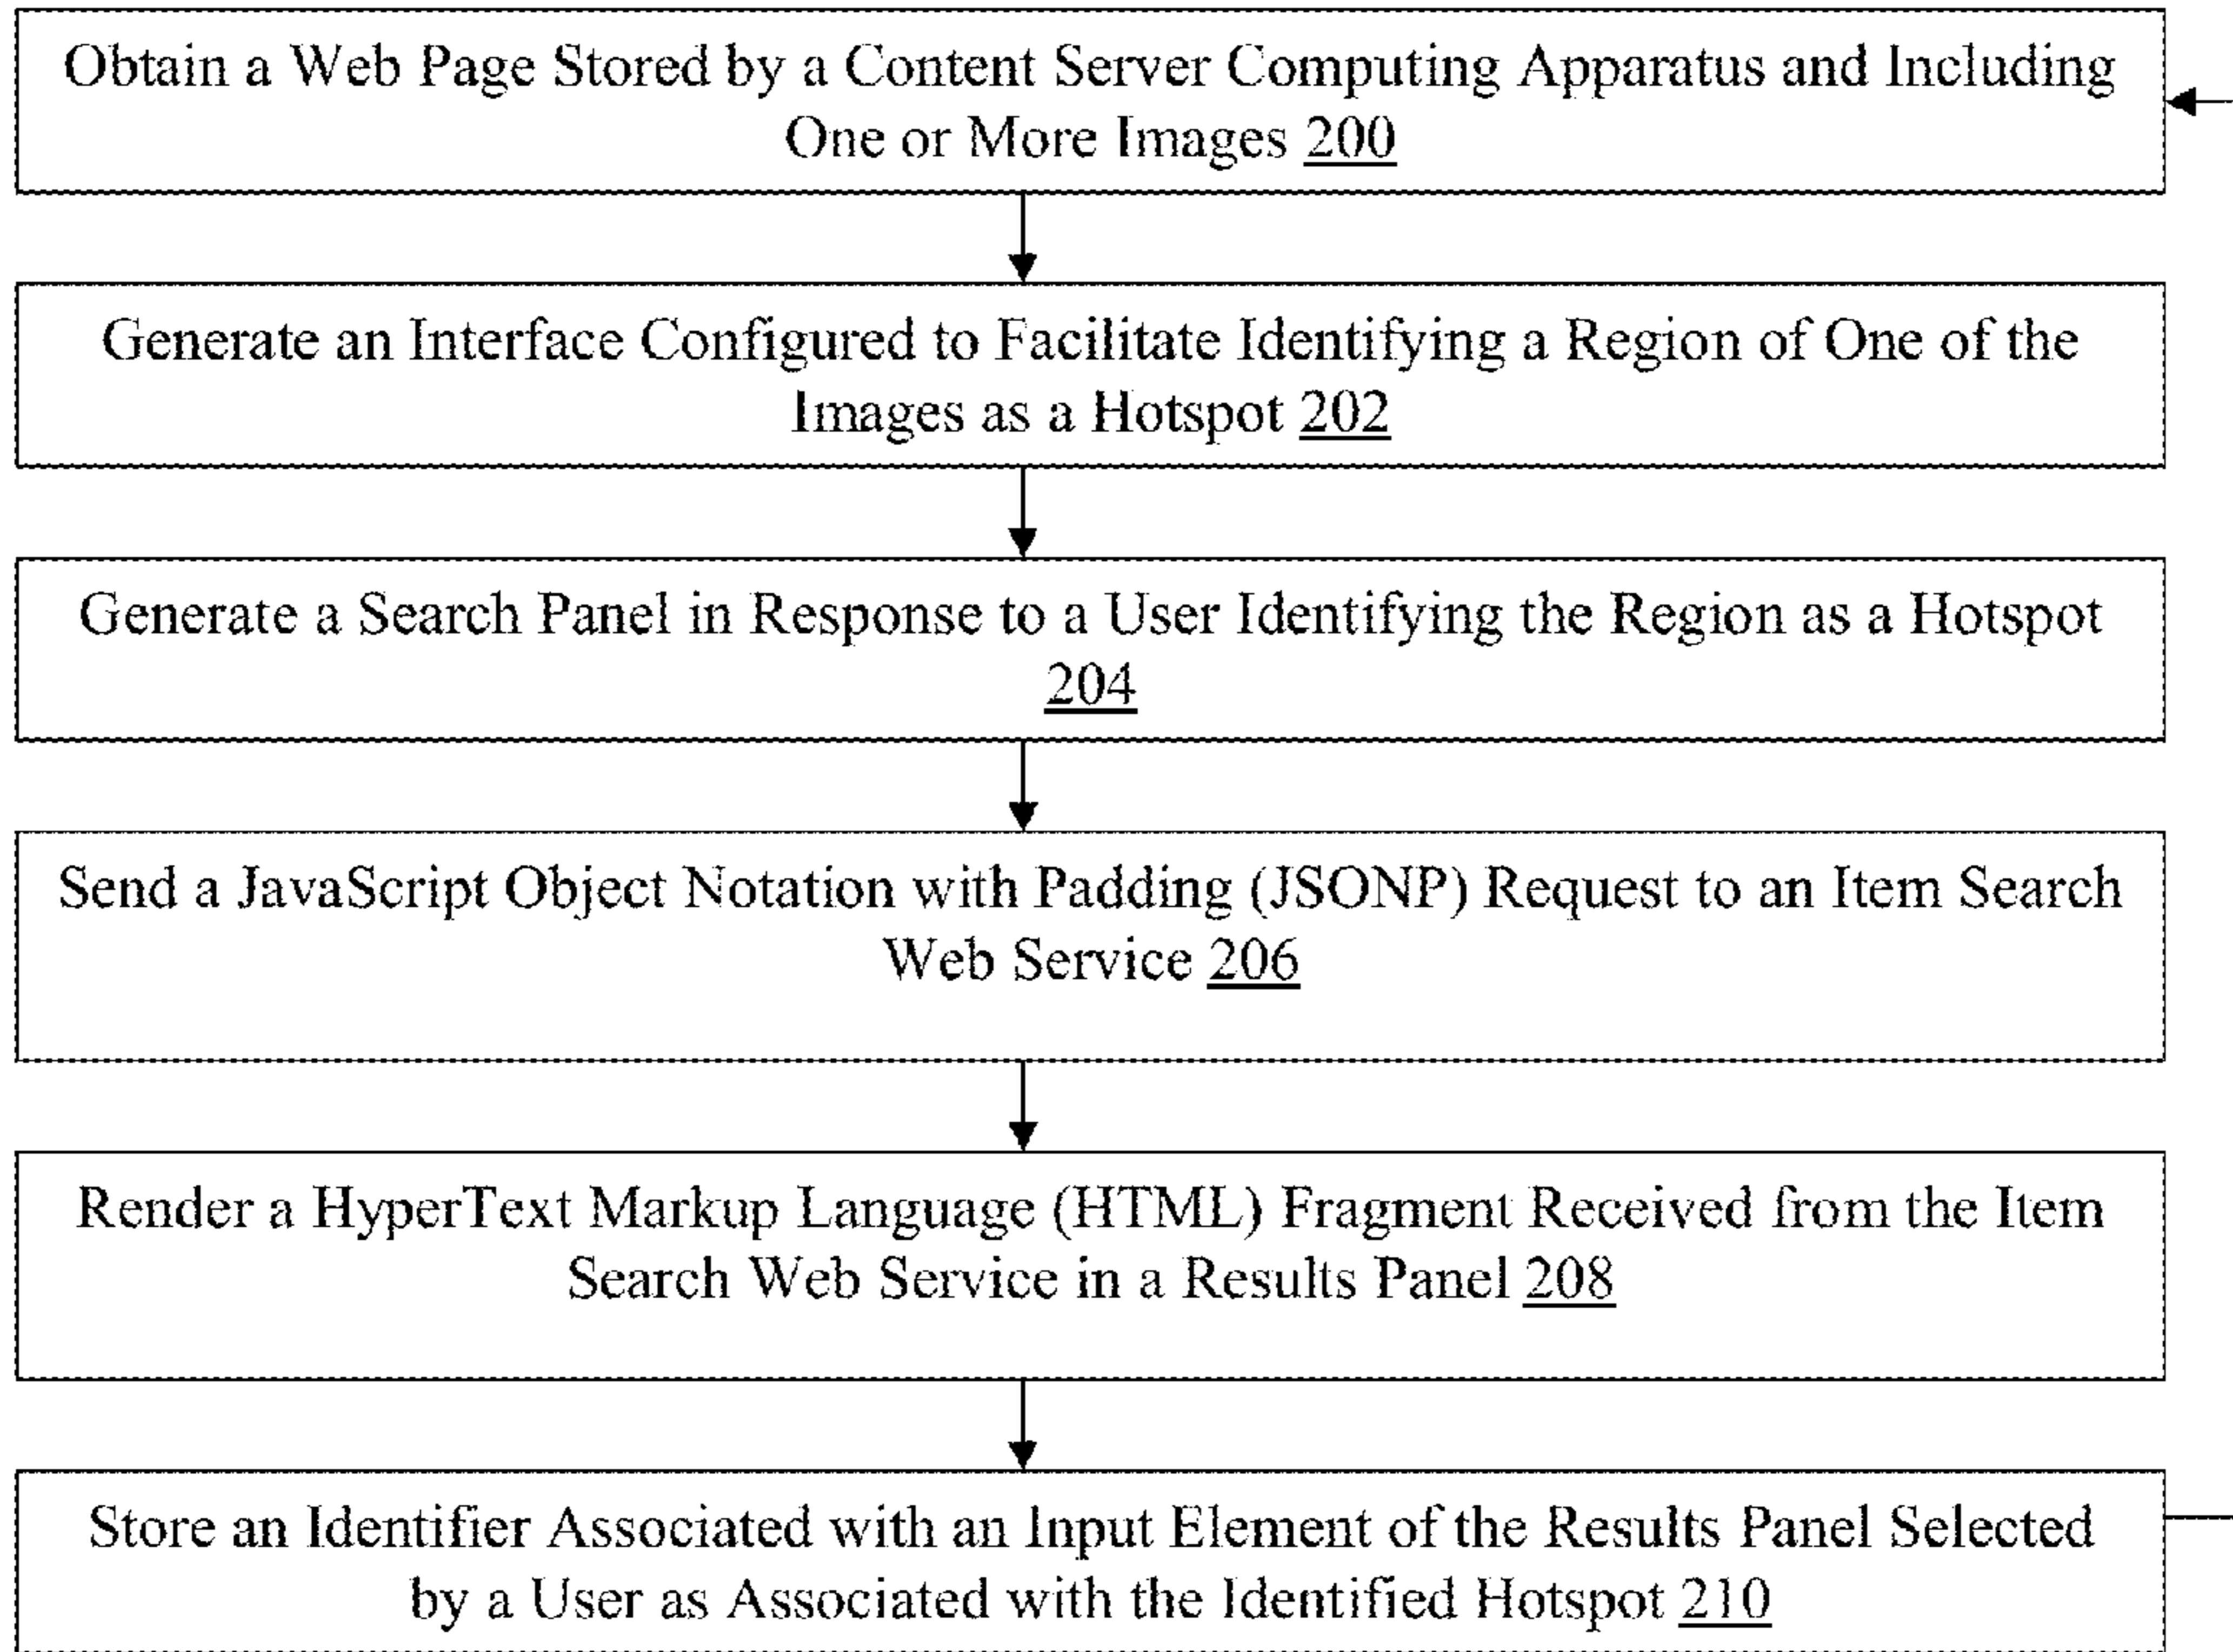 Obtain a Web Page Stored by a Content Server Computing Apparatus and Including
One or More Images 200
Generate an Interface Configured to Facilitate Identifying a Region of One of the
Images as a Hotspot 202
Generate a Search Panel in Response to a User Identifying the Region as a Hotspot
204
Send a JavaScript Object Notation with Padding (JSONP) Request to an Item Search
Web Service 206
Render a HyperText Markup Language (HTML) Fragment Received from the Item
Search Web Service in a Results Panel 208
Store an Identifier Associated with an Input Element of the Results Panel Selected
by a User as Associated with the Identified Hotspot 210